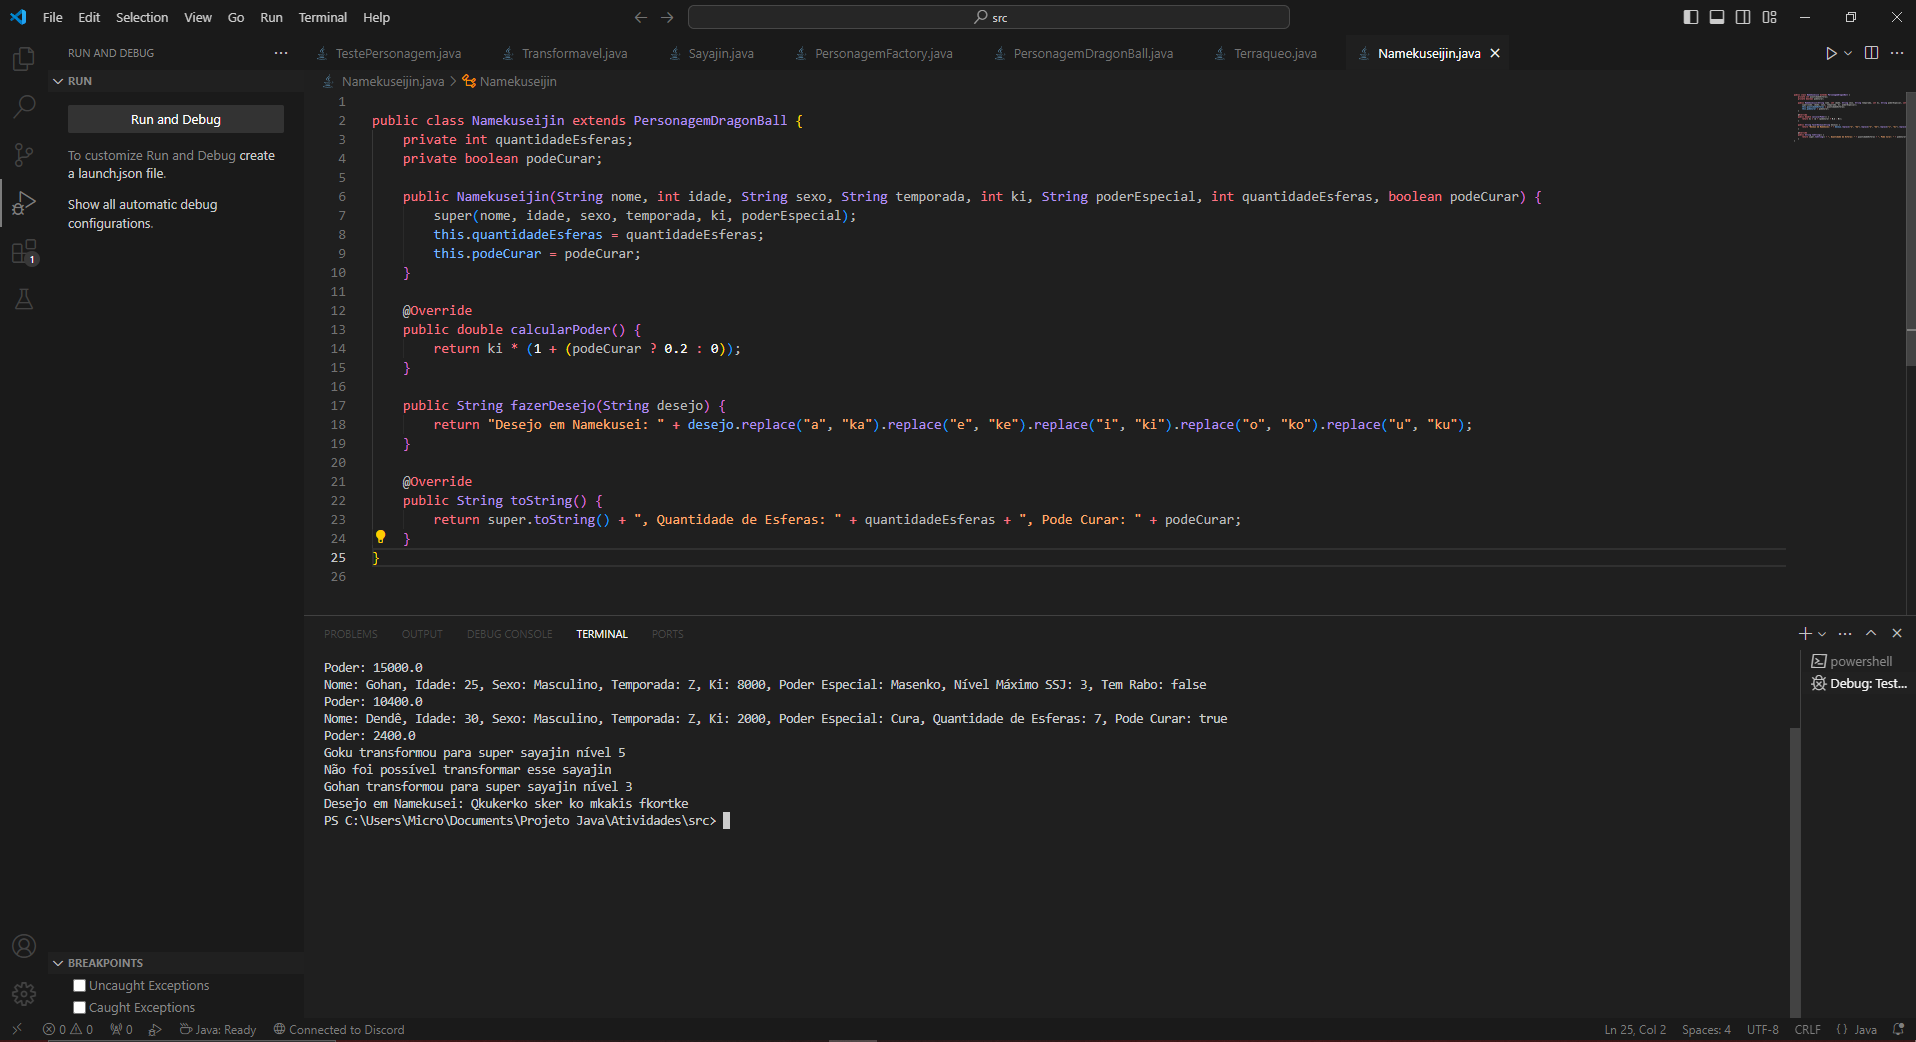 File Edit Selection View Go Run Terminal Help
src
RUN AND DEBUG
RUN
Run and Debug
To customize Run and Debug create
a launch.json file.
Show all automatic debug
configurations.
TestePersonagem.java Transformavel.java Sayajin.java PersonagemFactory.java PersonagemDragonBall.java Terraqueo.java Namekuseijin.java
Namekuseijin.java > Namekuseijin
1
2 public class Namekuseijin extends PersonagemDragonBall {
3 private int quantidadeEsferas;
4 private boolean podeCurar;
5
6 public Namekuseijin(String nome, int idade, String sexo, String temporada, int ki, String poderEspecial, int quantidadeEsferas, boolean podeCurar) {
7 super(nome, idade, sexo, temporada, ki, poderEspecial);
8 this.quantidadeEsferas = quantidadeEsferas;
9 this.podeCurar = podeCurar;
10 }
11
12 @Override
13 public double calcularPoder() {
14 return ki * (1 + (podeCurar ? 0.2 : 0));
15 }
16
17 public String fazerDesejo(String desejo) {
18 return "Desejo em Namekusei: " + desejo.replace("a", "ka").replace("e", "ke").replace("i", "ki").replace("o", "ko").replace("u", "ku");
19 }
20
21 @Override
22 public String toString() {
23 return super.toString() + ", Quantidade de Esferas: " + quantidadeEsferas + ", Pode Curar: " + podeCurar;
24 }
25 }
26
PROBLEMS OUTPUT DEBUG CONSOLE TERMINAL PORTS
Poder: 15000.0
Nome: Gohan, Idade: 25, Sexo: Masculino, Temporada: Z, Ki: 8000, Poder Especial: Masenko, Nível Máximo SSJ: 3, Tem Rabo: false
Poder: 10400.0
Nome: Dendê, Idade: 30, Sexo: Masculino, Temporada: Z, Ki: 2000, Poder Especial: Cura, Quantidade de Esferas: 7, Pode Curar: true
Poder: 2400.0
Goku transformou para super sayajin nível 5
Não foi possível transformar esse sayajin
Gohan transformou para super sayajin nível 3
Desejo em Namekusei: Qkukerko sker ko mkakis fkortke
PS C:\Users\Micro\Documents\Projeto Java\Atividades\src>
powershell
Debug: Test...
1
BREAKPOINTS
Uncaught Exceptions
Caught Exceptions
0 0 0 Java: Ready Connected to Discord
Ln 25, Col 2 Spaces: 4 UTF-8 CRLF {} Java